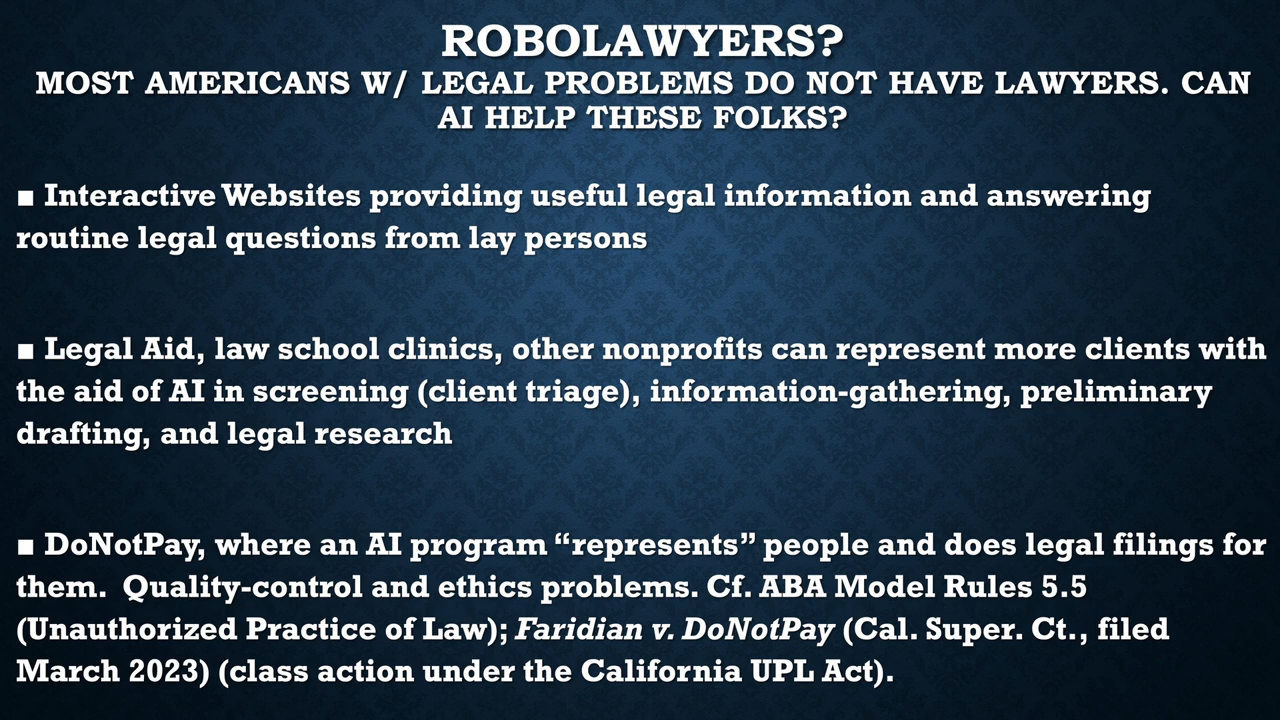 ROBOLAWYERS?
MOST AMERICANS W/ LEGAL PROBLEMS DO NOT HAVE LAWYERS. CAN
AI HELP THESE FOLKS?
■ Interactive Websites providing useful legal information and answering
routine legal questions from lay persons
■ Legal Aid, law school clinics, other nonprofits can represent more clients with
the aid of AI in screening (client triage), information-gathering, preliminary
drafting, and legal research
■ DoNotPay, where an AI program “represents” people and does legal filings for
them.  Quality-control and ethics problems. Cf. ABA Model Rules 5.5
(Unauthorized Practice of Law); Faridian v. DoNotPay (Cal. Super. Ct., filed
March 2023) (class action under the California UPL Act).